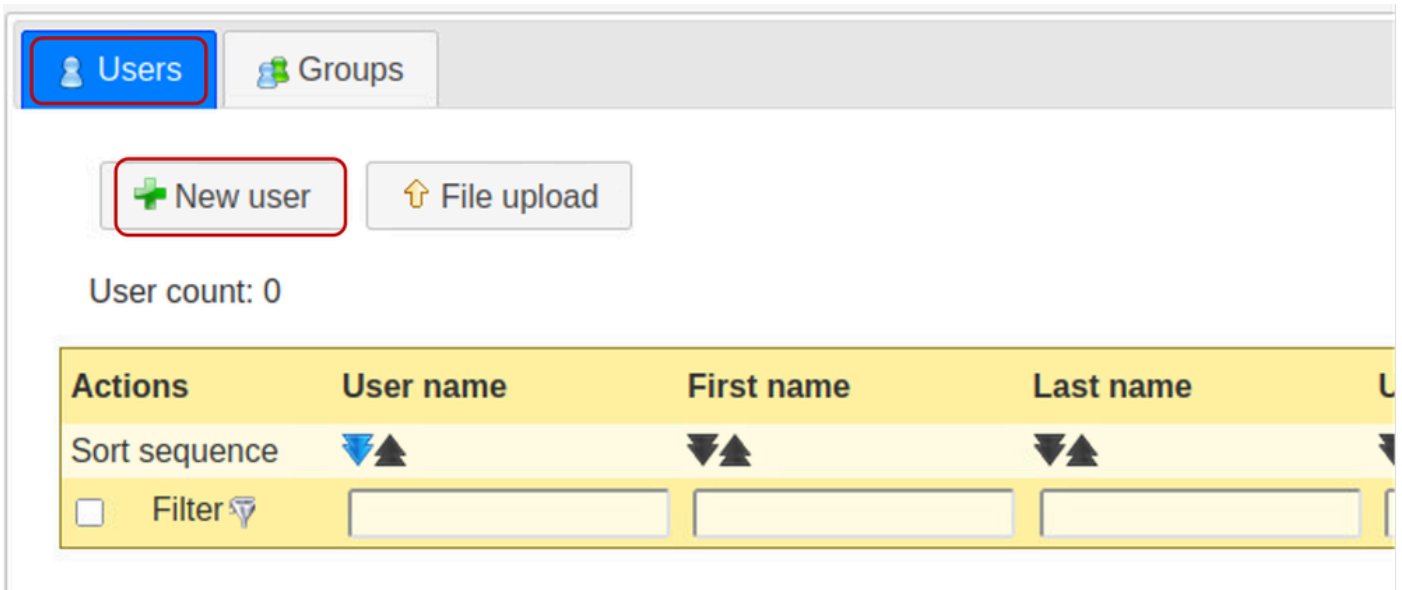 Users Groups
New user File upload
User count: 0
Actions User name First name Last name
Sort sequence
Filter